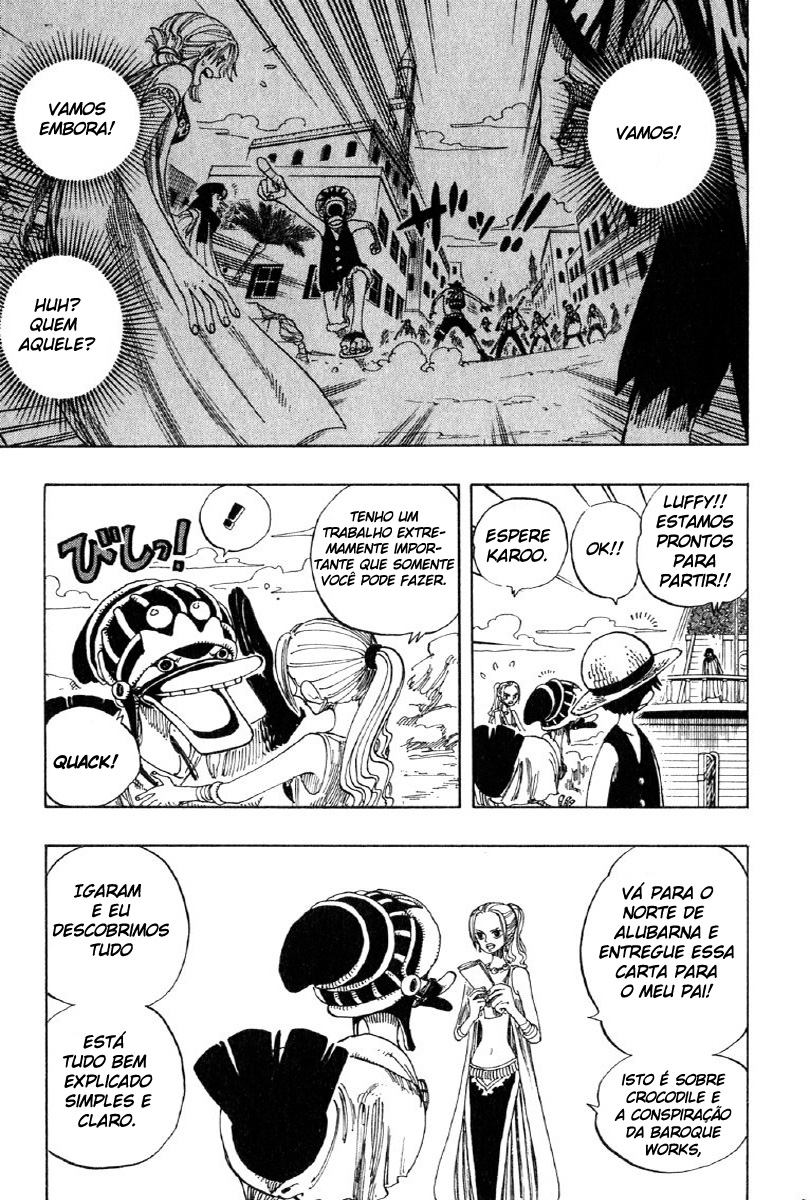 VAMOS!
VAMOS
EMBORA!
HUH?
QUEM
AQUELE?
LUFFY!!
ESTAMOS
PRONTOS
PARA
PARTIR!!
OK!!
ESPERE
KAROO.
TENHO UM
TRABALHO EXTRE-
MAMENTE IMPOR-
TANTE QUE SOMENTE
VOCÊ PODE FAZER.
!!
びしっ!
QUACK!
VÁ PARA O
NORTE DE
ALUBARNA E
ENTREGUE ESSA
CARTA PARA
O MEU PAI!
ISTO É SOBRE
CROCODILE E
A CONSPIRAÇÃO
DA BAROQUE
WORKS,
IGARAM
E EU
DESCOBRIMOS
TUDO
ESTÁ
TUDO BEM
EXPLICADO
SIMPLES E
CLARO.